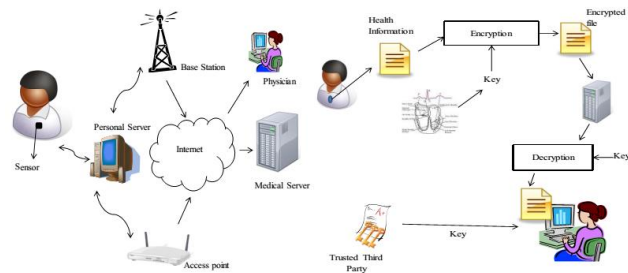 Base Station
Physician
Personal Server
Internet
Sensor
Medical Server
Access point
Health
Information
Encryption
Encrypted
file
Key
Decryption
Key
Key
Trusted Third
Party